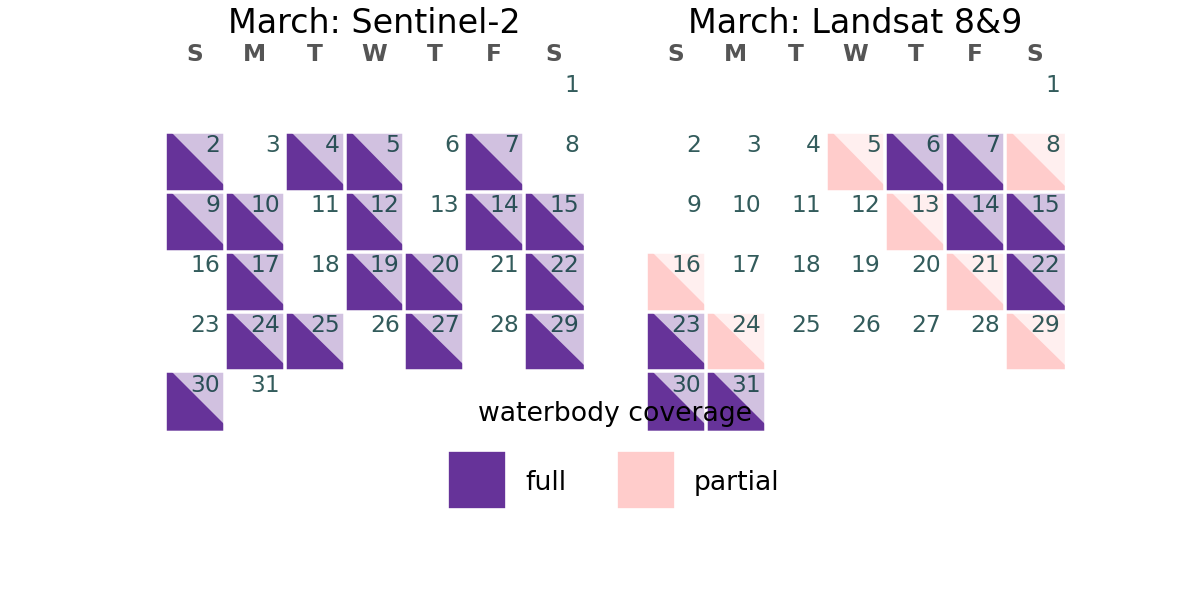 March: Sentinel-2
S M T W T F S
1
2 3 4 5 6 7 8
9 10 11 12 13 14 15
16 17 18 19 20 21 22
23 24 25 26 27 28 29
30 31
March: Landsat 8&9
S M T W T F S
1
2 3 4 5 6 7 8
9 10 11 12 13 14 15
16 17 18 19 20 21 22
23 24 25 26 27 28 29
30 31
waterbody coverage
full partial